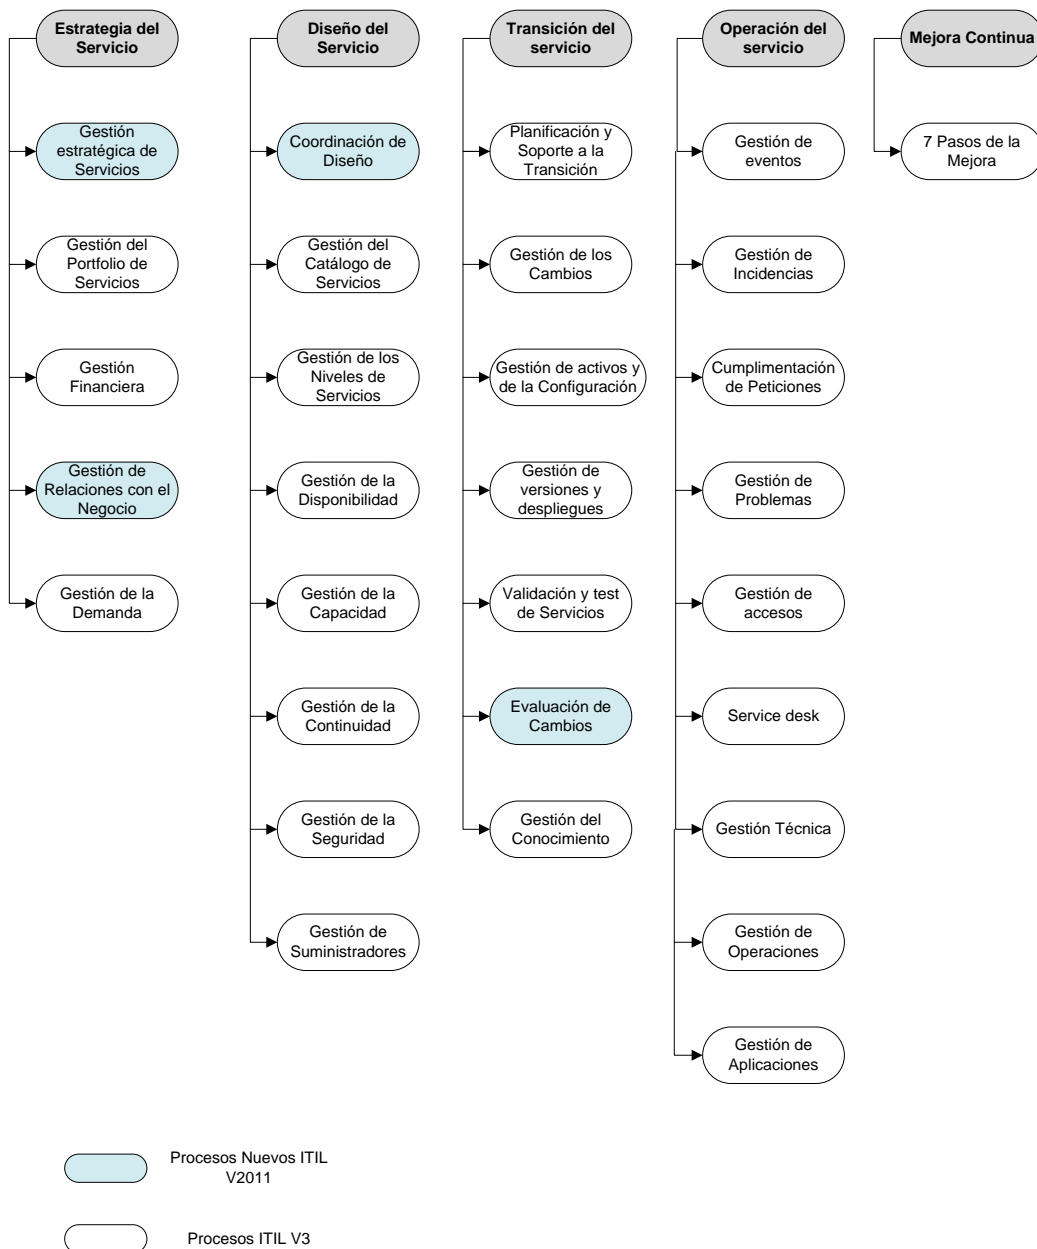 Estrategia del
Servicio
Diseño del
Servicio
Transición del
servicio
Operación del
servicio
Mejora Continua
Gestión
estratégica de
Servicios
Coordinación de
Diseño
Planificación y
Soporte a la
Transición
Gestión de
eventos
7 Pasos de la
Mejora
Gestión del
Portfolio de
Servicios
Gestión del
Catálogo de
Servicios
Gestión de los
Cambios
Gestión de
Incidencias
Gestión
Financiera
Gestión de los
Niveles de
Servicios
Gestión de activos y
de la Configuración
Cumplimentación
de Peticiones
Gestión de
Relaciones con el
Negocio
Gestión de la
Disponibilidad
Gestión de
versiones y
despliegues
Gestión de
Problemas
Gestión de la
Demanda
Gestión de la
Capacidad
Validación y test
de Servicios
Gestión de
accesos
Gestión de la
Continuidad
Evaluación de
Cambios
Service desk
Gestión de la
Seguridad
Gestión del
Conocimiento
Gestión Técnica
Gestión de
Suministradores
Gestión de
Operaciones
Gestión de
Aplicaciones
Procesos Nuevos ITIL
V2011
Procesos ITIL V3